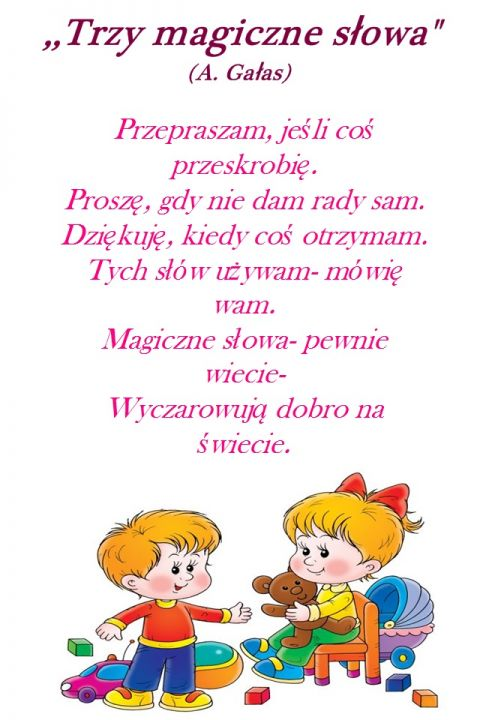 ,,Trzy magiczne słowa"
(A. Gałas)
Przepraszam, jeśli coś
przeskrobię.
Proszę, gdy nie dam rady sam.
Dziękuję, kiedy coś otrzymam.
Tych słów używam- mówię
wam.
Magiczne słowa- pewnie
wiecie-
Wyczarowują dobro na
świecie.